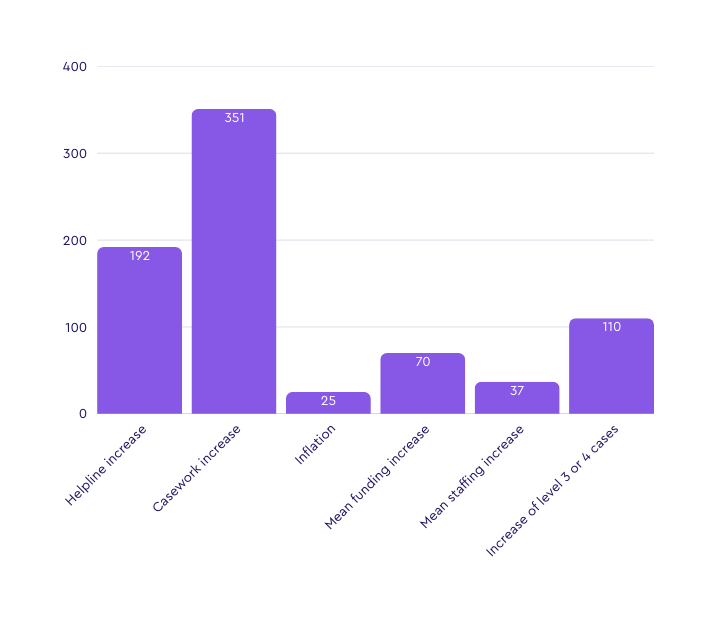 400
300
200
100
0
192
351
25
70
37
110
Helpline increase
Casework increase
Inflation
Mean funding increase
Mean staffing increase
Increase of level 3 or 4 cases